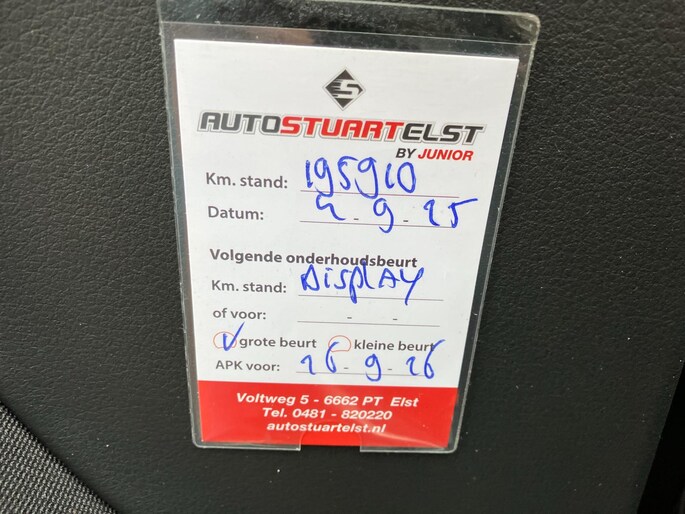 S
AUTOSTUARTELST
BY JUNIOR
Km. stand: 195910
Datum: 2 - 9 - 25
Volgende onderhoudsbeurt
Km. stand: DiSplAY
of voor: - -
grote beurt kleine beurt
APK voor: 26 - 9 - 26
Voltweg 5 - 6662 PT Elst
Tel. 0481 - 820220
autostuartelst.nl